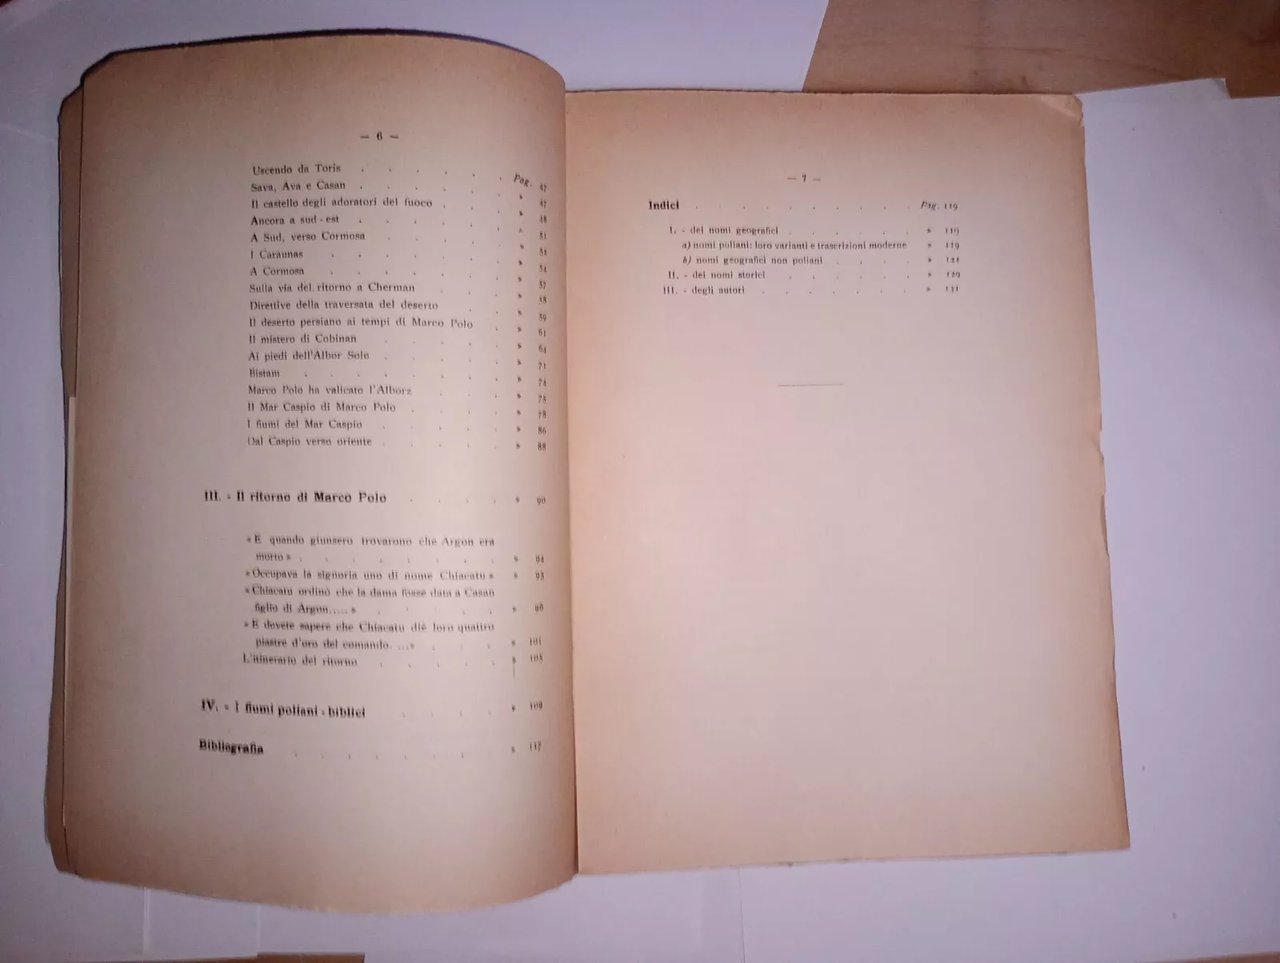 — 6 —
Uscendo da Toris . . . . . . Pag. 47
Sava, Ava e Casan . . . . . » 47
Il castello degli adoratori del fuoco . . . » 48
Ancora a sud-est . . . . . » 51
A Sud, verso Cormosa . . . . . »
I Caraunas . . . . . . » 54
A Cormosa . . . . . . » 57
Sulla via del ritorno a Cherman . . . » 58
Direttive della traversata del deserto . . . » 59
Il deserto persiano ai tempi di Marco Polo . » 61
Il mistero di Cobinan . . . . . » 64
Ai piedi dell'Albor Solo . . . . . » 71
Bistam . . . . . . . » 74
Marco Polo ha valicato l'Alborz . . . » 75
Il Mar Caspio di Marco Polo . . . . » 78
I fiumi del Mar Caspio . . . . . » 86
Dal Caspio verso oriente . . . . . » 88
III. - Il ritorno di Marco Polo . . . . » 90
« E quando giunsero trovarono che Argon era
morto » . . . . . . . » 94
« Occupava la signoria uno di nome Chiacatu » » 95
« Chiacatu ordinò che la dama fosse data a Casan
figlio di Argon..... » . . . . . » 96
« E dovete sapere che Chiacatu diè loro quattro
piastre d'oro del comando. ...» . . . » 101
L'itinerario del ritorno . . . . . » 105
IV. - I fiumi poliani - biblici . . . . » 109
Bibliografia . . . . . . . » 117
— 7 —
Indici . . . . . . . . . Pag. 119
I. - dei nomi geografici . . . . . » 119
a) nomi poliani: loro varianti e trascrizioni moderne » 119
b) nomi geografici non poliani . . . . »
II. - dei nomi storici . . . . . » 129
III. - degli autori . . . . . . » 131